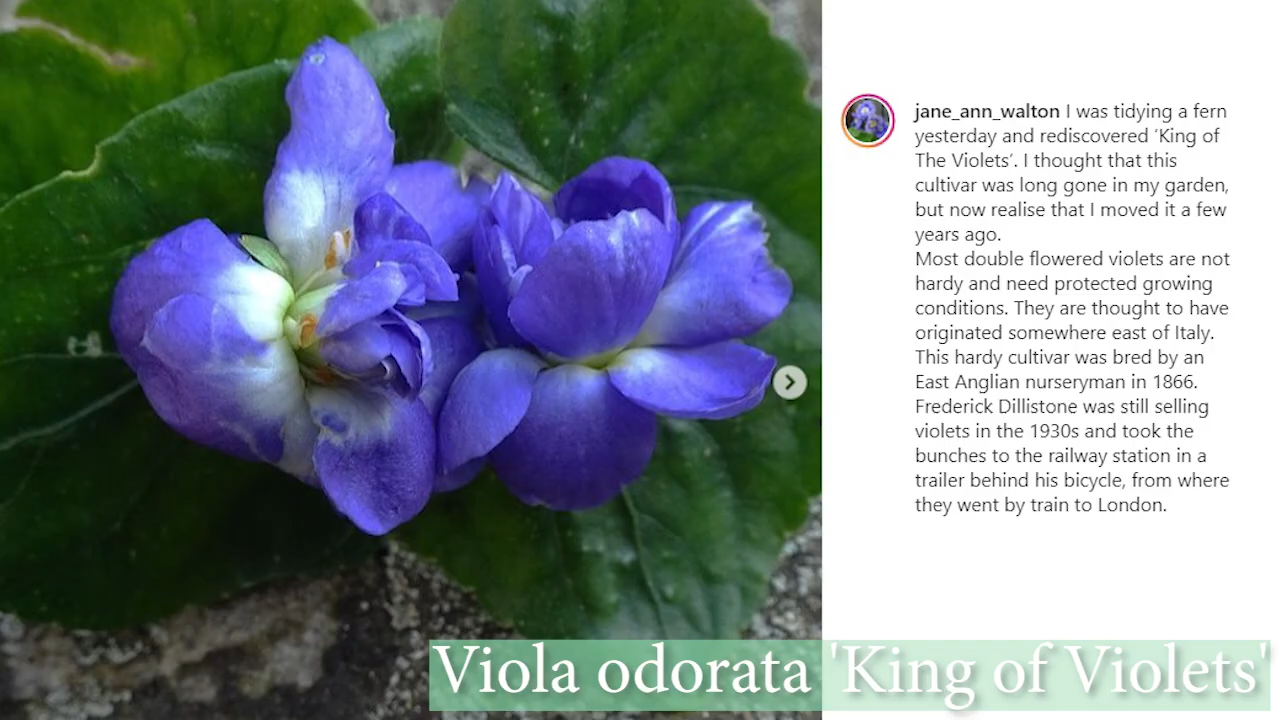 jane_ann_walton I was tidying a fern
yesterday and rediscovered ‘King of
The Violets’. I thought that this
cultivar was long gone in my garden,
but now realise that I moved it a few
years ago.
Most double flowered violets are not
hardy and need protected growing
conditions. They are thought to have
originated somewhere east of Italy.
This hardy cultivar was bred by an
East Anglian nurseryman in 1866.
Frederick Dillistone was still selling
violets in the 1930s and took the
bunches to the railway station in a
trailer behind his bicycle, from where
they went by train to London.
Viola odorata 'King of Violets'